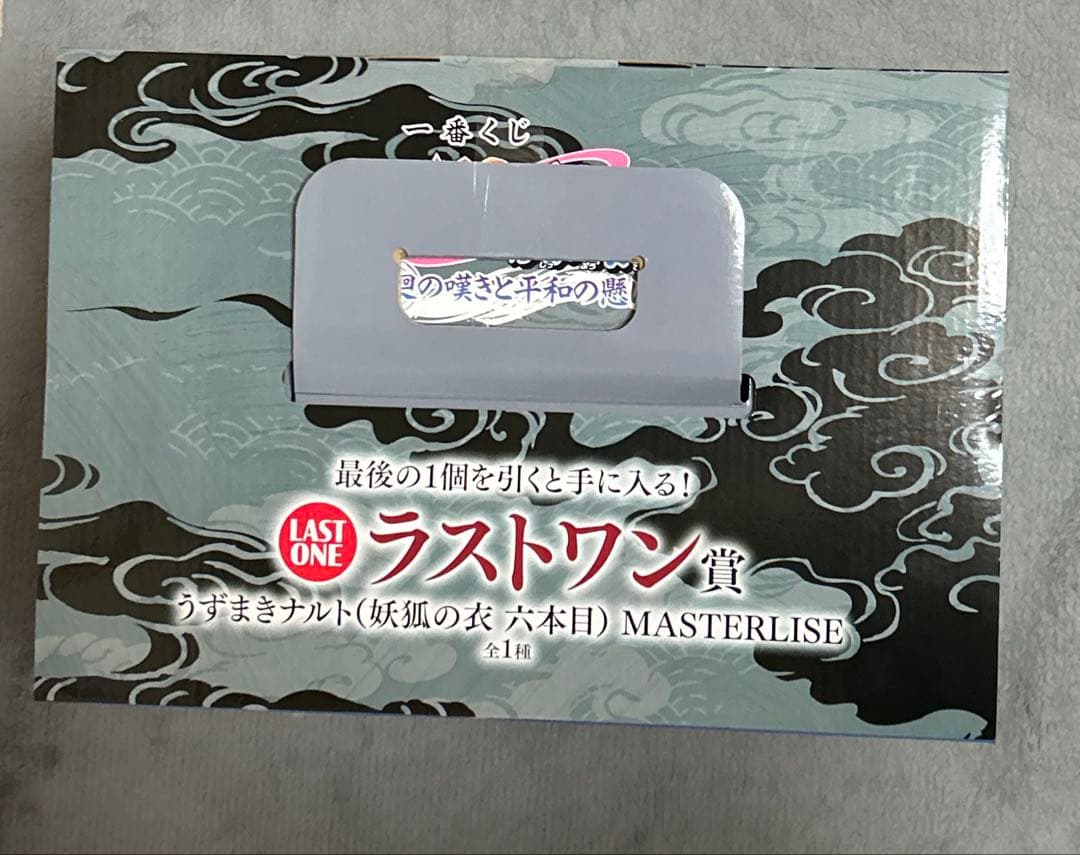 一番くじ
の嘆きと平和の懸
最後の1個を引くと手に入る!
LAST
ONE
ラストワン賞
うずまきナルト(妖狐の衣 六本目) MASTERLISE
全1種